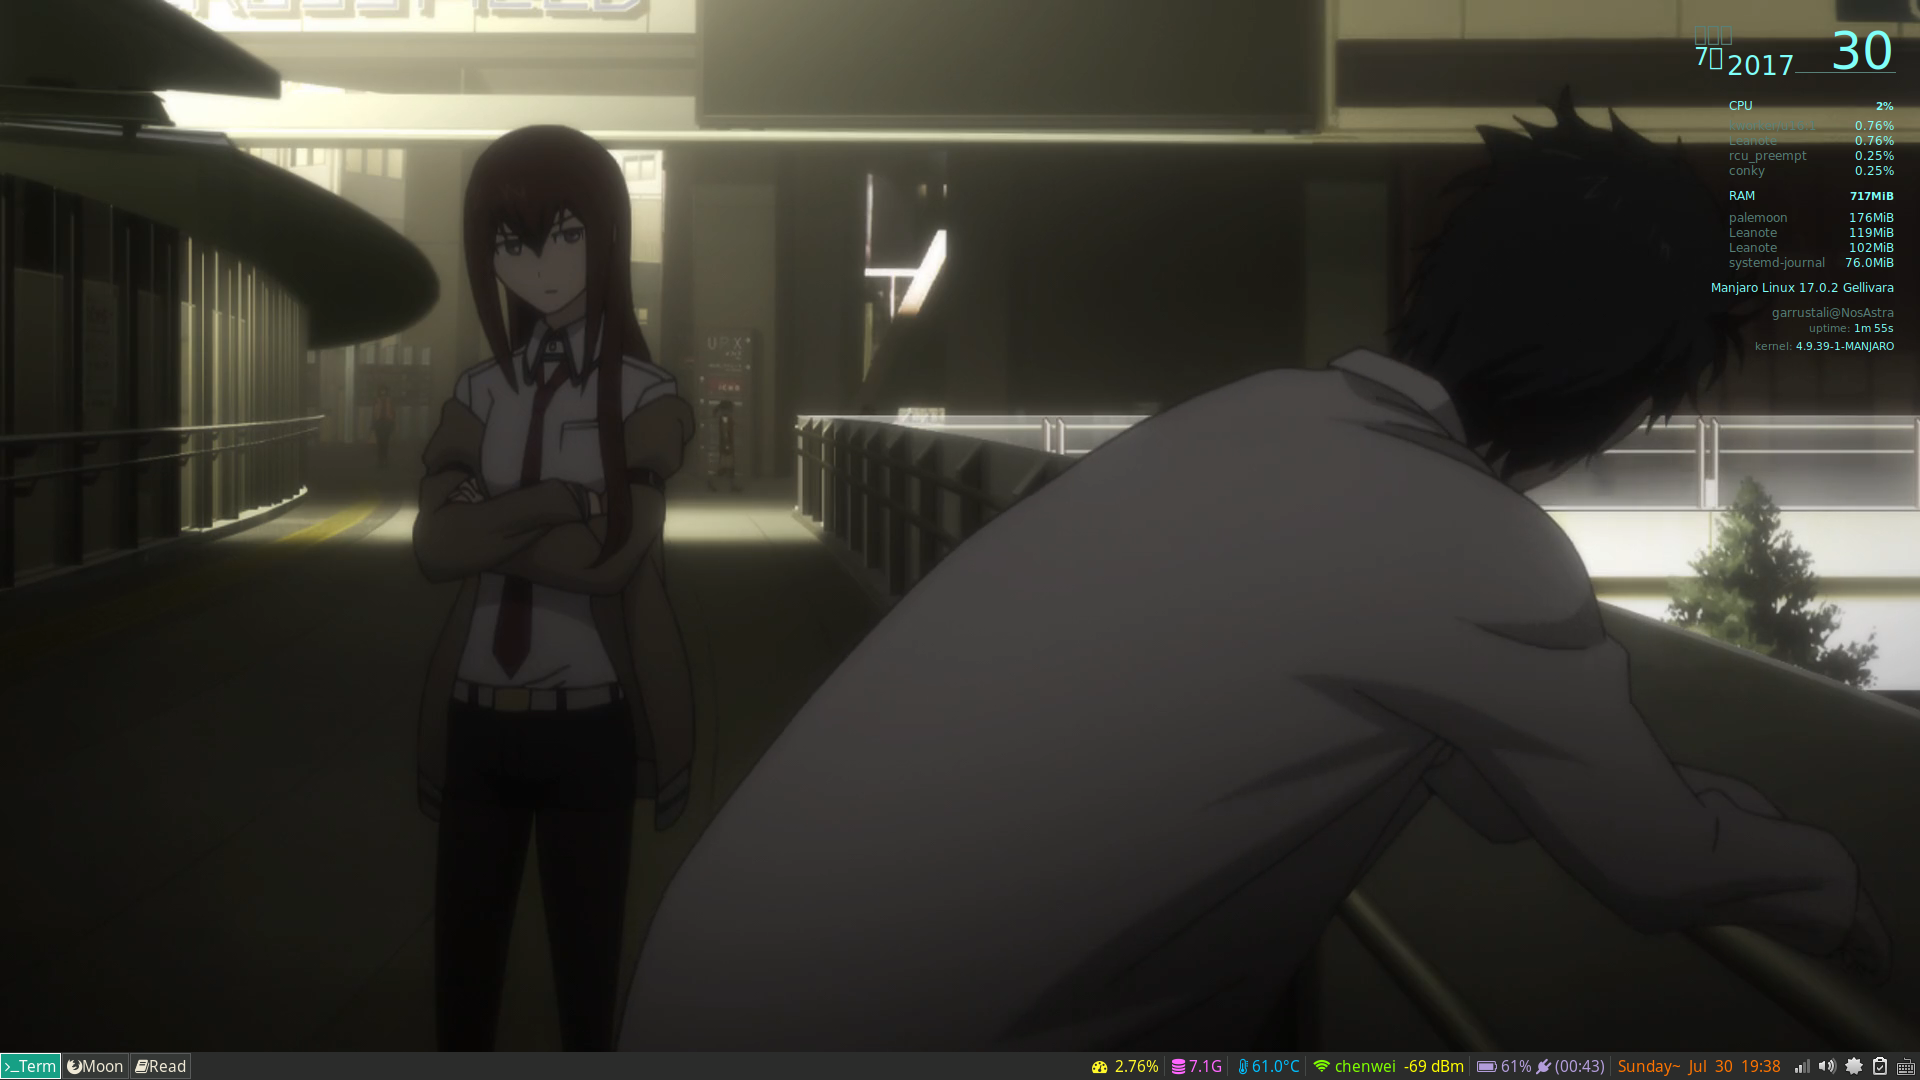 7 2017 30
CPU 2%
0.76%
Leanote 0.76%
rcu_preempt 0.25%
conky 0.25%
RAM 717MiB
palemoon 176MiB
Leanote 119MiB
Leanote 102MiB
systemd-journal 76.0MiB
Manjaro Linux 17.0.2 Gellivara
garrustali@NosAstra
uptime: 1m 55s
kernel: 4.9.39-1-MANJARO
UPX
>_Term Moon Read 2.76% 7.1G 61.0°C chenwei -69 dBm 61% (00:43) Sunday~ Jul 30 19:38